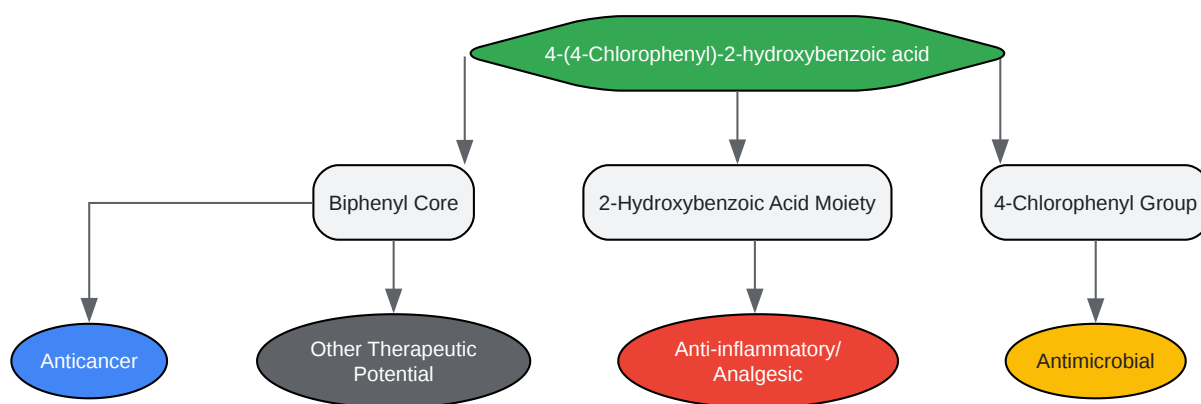 4-(4-Chlorophenyl)-2-hydroxybenzoic acid
Biphenyl Core
2-Hydroxybenzoic Acid Moiety
4-Chlorophenyl Group
Anticancer
Other Therapeutic
Potential
Anti-inflammatory/
Analgesic
Antimicrobial